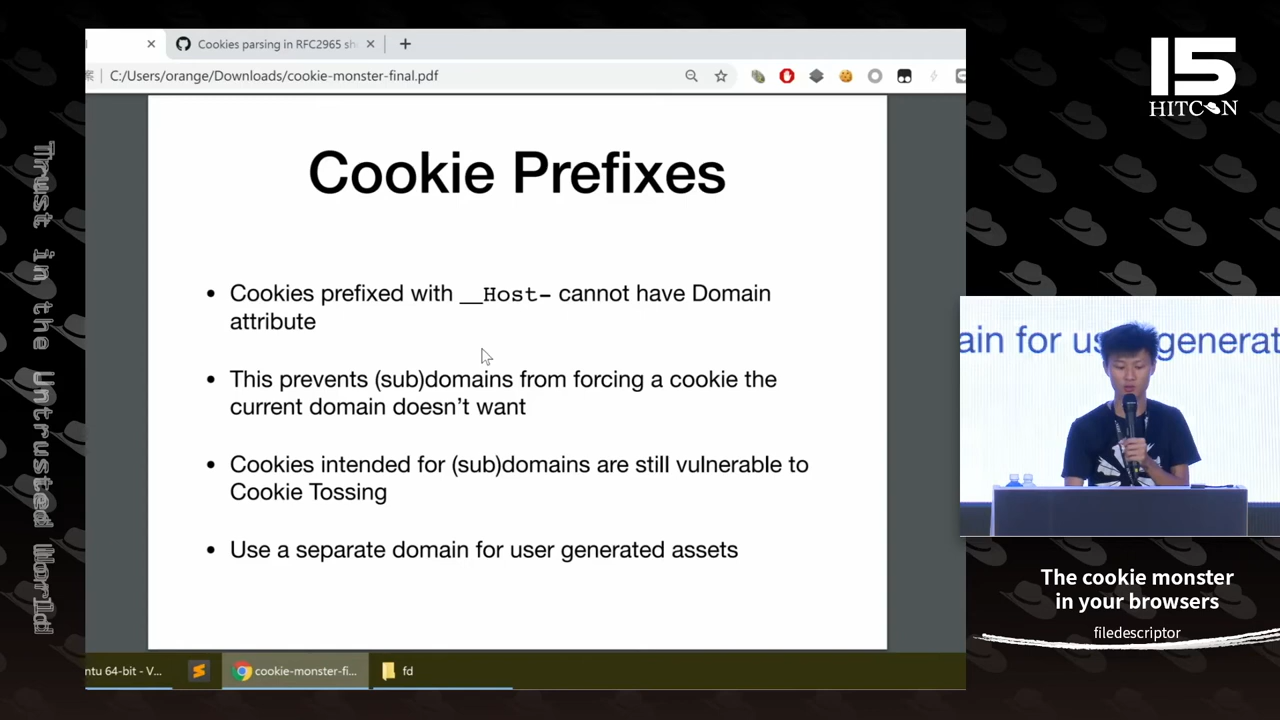 Cookies parsing in RFC2965 sh
C:/Users/orange/Downloads/cookie-monster-final.pdf
15
HITCON
Thrust in the Untrusted World
Cookie Prefixes
• Cookies prefixed with __Host- cannot have Domain
attribute
• This prevents (sub)domains from forcing a cookie the
current domain doesn't want
• Cookies intended for (sub)domains are still vulnerable to
Cookie Tossing
• Use a separate domain for user generated assets
ain for us generat
The cookie monster
in your browsers
filedescriptor
ntu 64-bit - V...
cookie-monster-fi...
fd